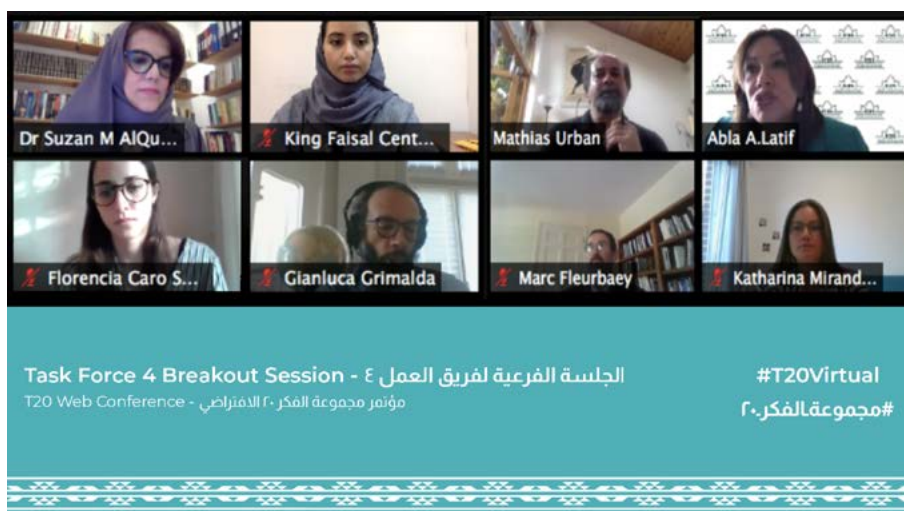 Dr Suzan M AlQu...
King Faisal Cent...
Mathias Urban
Abla A.Latif
Florencia Caro S...
Gianluca Grimalda
Marc Fleurbaey
Katharina Mirand...
Task Force 4 Breakout Session - الجلسة الفرعية لفريق العمل ٤
T20 Web Conference - مؤتمر مجموعة الفكر ٢٠ الافتراضي
#T20Virtual
#مجموعة_الفكر_٢٠